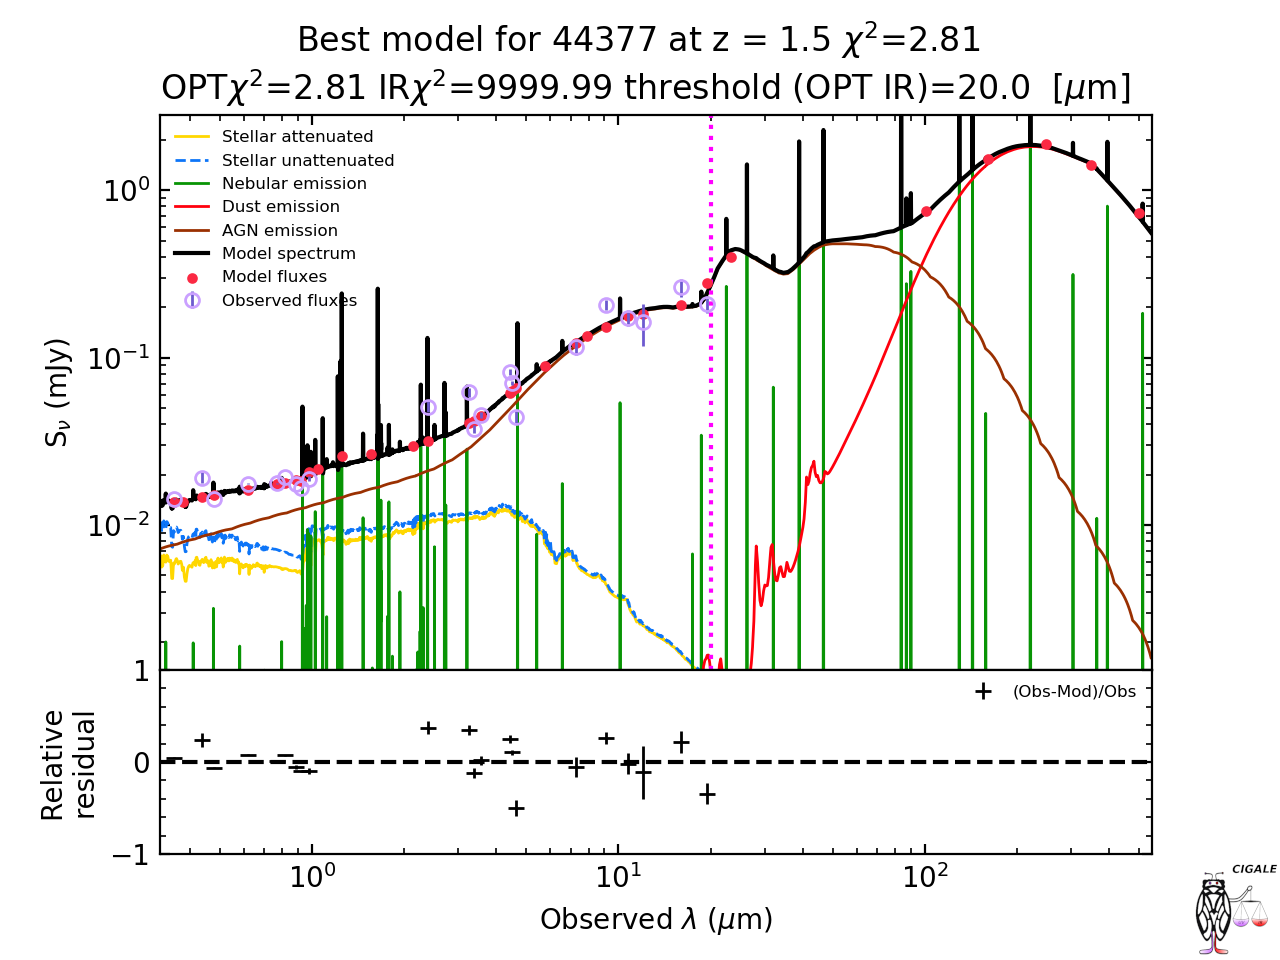 Best model for 44377 at z = 1.5 χ²=2.81
OPTχ²=2.81 IRχ²=9999.99 threshold (OPT IR)=20.0 [μm]
Stellar attenuated
Stellar unattenuated
Nebular emission
Dust emission
AGN emission
Model spectrum
Model fluxes
Observed fluxes
10⁰
10⁻¹
10⁻²
S_ν (mJy)
1
0
−1
Relative
residual
(Obs-Mod)/Obs
10⁰ 10¹ 10²
Observed λ (μm)
CIGALE